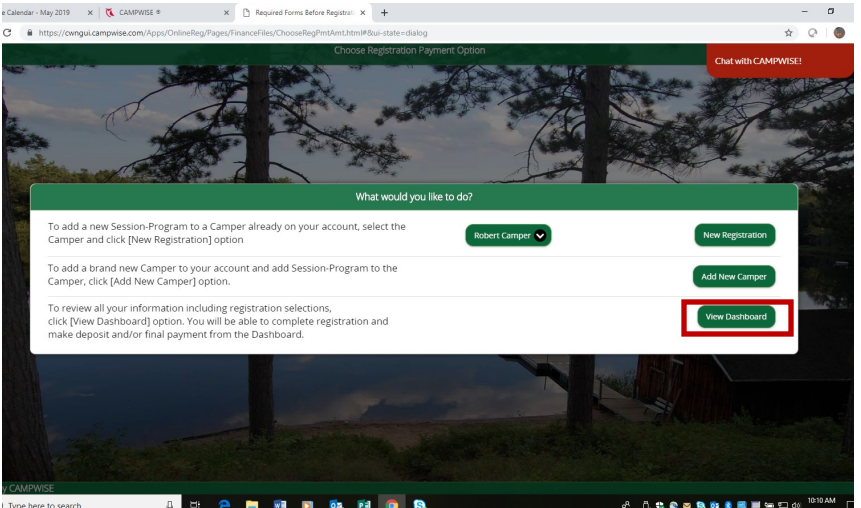 e Calendar - May 2019 × CAMPWISE ® × Required Forms Before Registrati × +
https://cwngui.campwise.com/Apps/OnlineReg/Pages/FinanceFiles/ChooseRegPmtAmt.html#&ui-state=dialog
Choose Registration Payment Option
Chat with CAMPWISE!
What would you like to do?
To add a new Session-Program to a Camper already on your account, select the
Camper and click [New Registration] option
Robert Camper
New Registration
To add a brand new Camper to your account and add Session-Program to the
Camper, click [Add New Camper] option.
Add New Camper
To review all your information including registration selections,
click [View Dashboard] option. You will be able to complete registration and
make deposit and/or final payment from the Dashboard.
View Dashboard
y CAMPWISE
Type here to search
10:10 AM